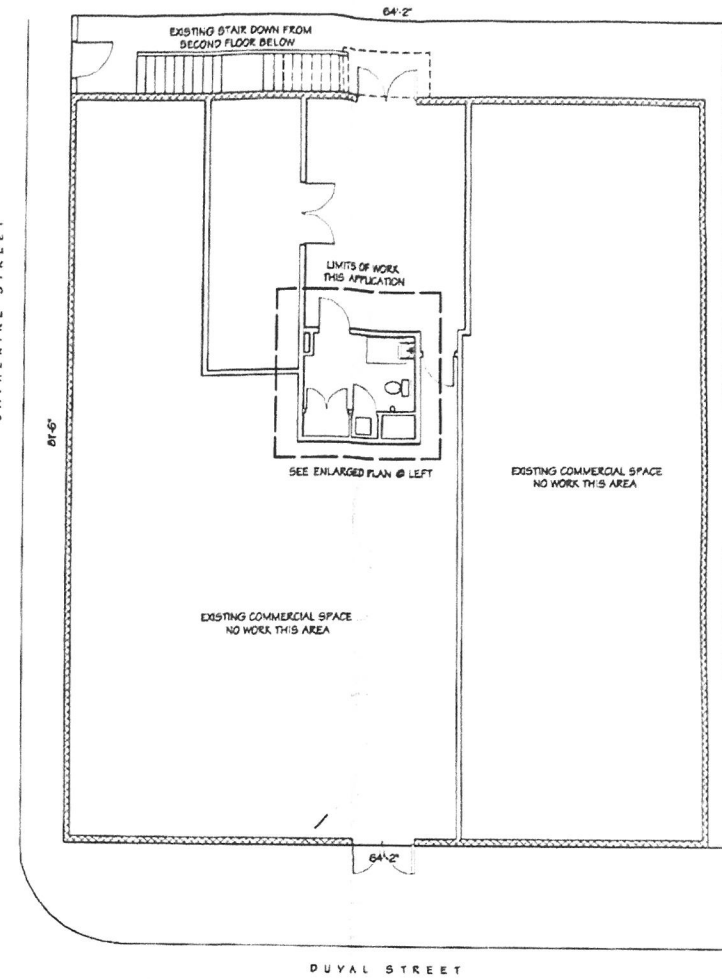 64'-2"
EXISTING STAIR DOWN FROM
SECOND FLOOR BELOW
LIMITS OF WORK
THIS APPLICATION
81'-6"
SEE ENLARGED PLAN @ LEFT
EXISTING COMMERCIAL SPACE
NO WORK THIS AREA
EXISTING COMMERCIAL SPACE
NO WORK THIS AREA
64'-2"
DUVAL STREET